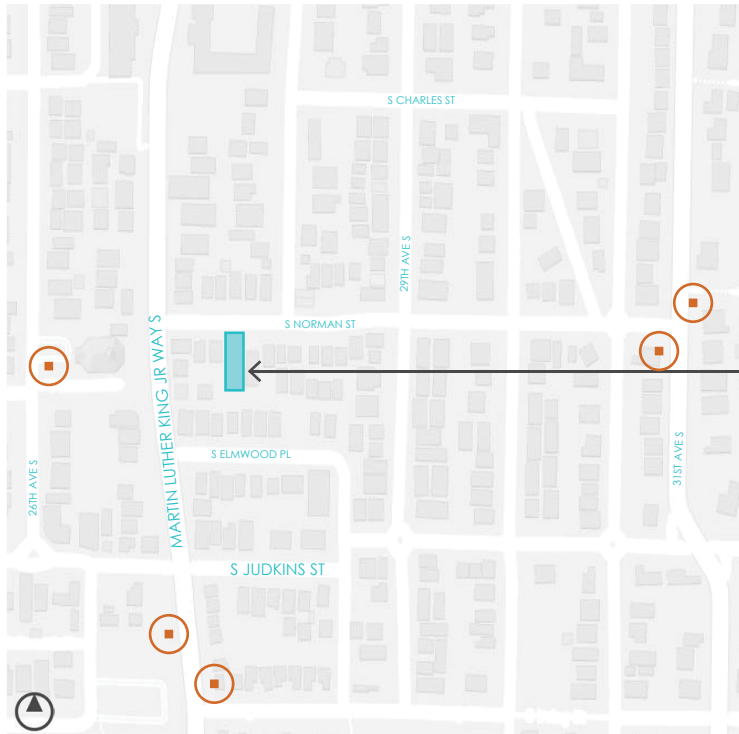 S CHARLES ST
29TH AVE S
S NORMAN ST
MARTIN LUTHER KING JR WAY S
31ST AVE S
S ELMWOOD PL
26TH AVE S
S JUDKINS ST